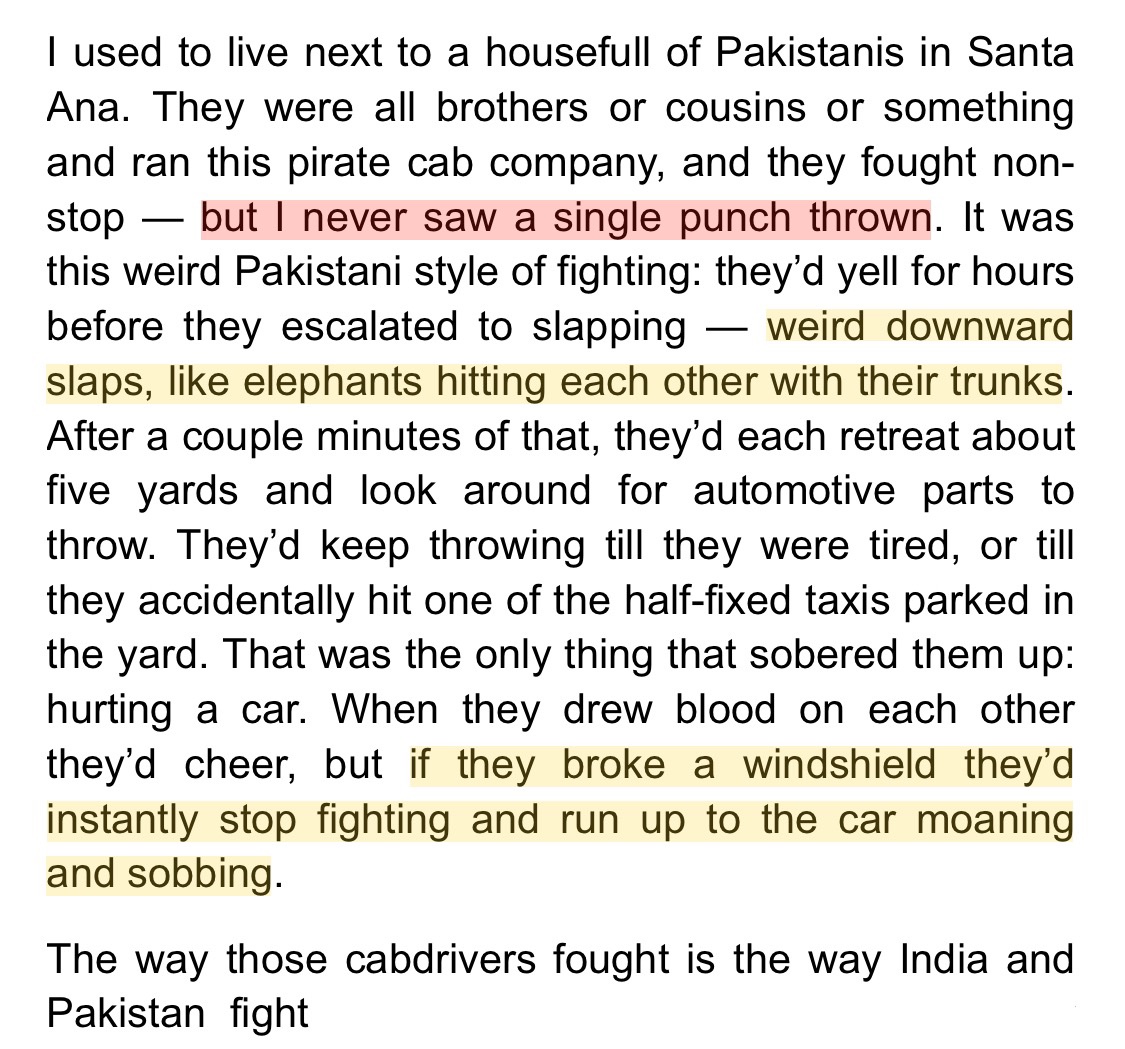 I used to live next to a housefull of Pakistanis in Santa
Ana. They were all brothers or cousins or something
and ran this pirate cab company, and they fought non-
stop — but I never saw a single punch thrown. It was
this weird Pakistani style of fighting: they’d yell for hours
before they escalated to slapping — weird downward
slaps, like elephants hitting each other with their trunks.
After a couple minutes of that, they’d each retreat about
five yards and look around for automotive parts to
throw. They’d keep throwing till they were tired, or till
they accidentally hit one of the half-fixed taxis parked in
the yard. That was the only thing that sobered them up:
hurting a car. When they drew blood on each other
they’d cheer, but if they broke a windshield they’d
instantly stop fighting and run up to the car moaning
and sobbing.
The way those cabdrivers fought is the way India and
Pakistan fight